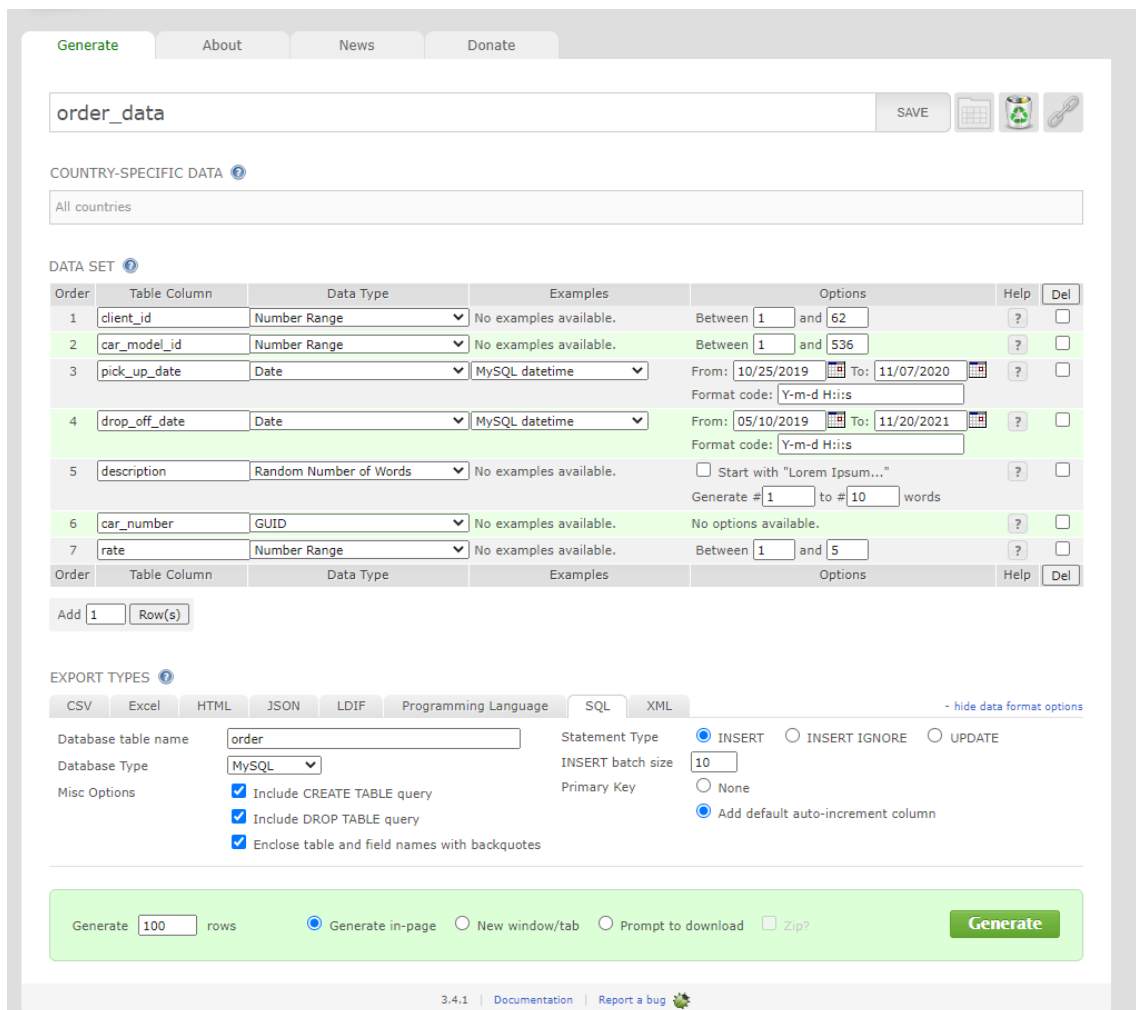 Generate About News Donate
order_data SAVE
COUNTRY-SPECIFIC DATA ?
All countries
DATA SET ?
Order Table Column Data Type Examples Options Help Del
1 client_id Number Range No examples available. Between 1 and 62 ?
2 car_model_id Number Range No examples available. Between 1 and 536 ?
3 pick_up_date Date MySQL datetime From: 10/25/2019 To: 11/07/2020 ?
Format code: Y-m-d H:i:s
4 drop_off_date Date MySQL datetime From: 05/10/2019 To: 11/20/2021 ?
Format code: Y-m-d H:i:s
5 description Random Number of Words No examples available. Start with "Lorem Ipsum..." ?
Generate # 1 to # 10 words
6 car_number GUID No examples available. No options available. ?
7 rate Number Range No examples available. Between 1 and 5 ?
Order Table Column Data Type Examples Options Help Del
Add 1 Row(s)
EXPORT TYPES ?
CSV Excel HTML JSON LDIF Programming Language SQL XML - hide data format options
Database table name order Statement Type INSERT INSERT IGNORE UPDATE
Database Type MySQL INSERT batch size 10
Misc Options Include CREATE TABLE query Primary Key None
Include DROP TABLE query Add default auto-increment column
Enclose table and field names with backquotes
Generate 100 rows Generate in-page New window/tab Prompt to download Zip? Generate
3.4.1 | Documentation | Report a bug